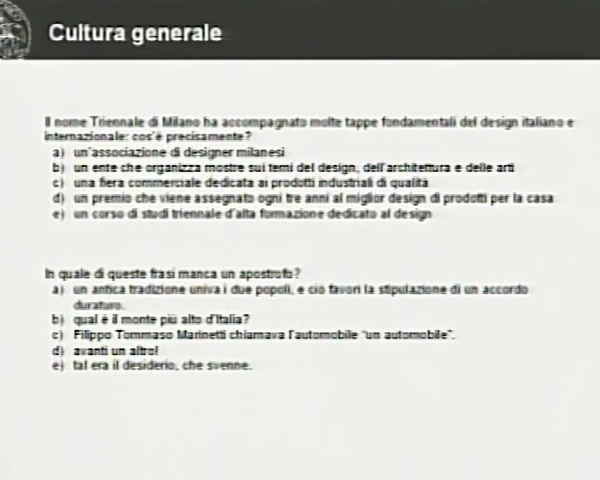 Cultura generale
Il nome Triennale di Milano ha accompagnato molte tappe fondamentali del design italiano e
internazionale: cos'è precisamente?
a) un'associazione di designer milanesi
b) un ente che organizza mostre sui temi del design, dell'architettura e delle arti
c) una fiera commerciale dedicata ai prodotti industriali di qualità
d) un premio che viene assegnato ogni tre anni al miglior design di prodotti per la casa
e) un corso di studi triennale d'alta formazione dedicato al design
In quale di queste frasi manca un apostrofo?
a) un antica tradizione univa i due popoli, e ciò favorì la stipulazione di un accordo
duraturo.
b) qual è il monte più alto d'Italia?
c) Filippo Tommaso Marinetti chiamava l'automobile "un automobile".
d) avanti un altro!
e) tal era il desiderio, che svenne.